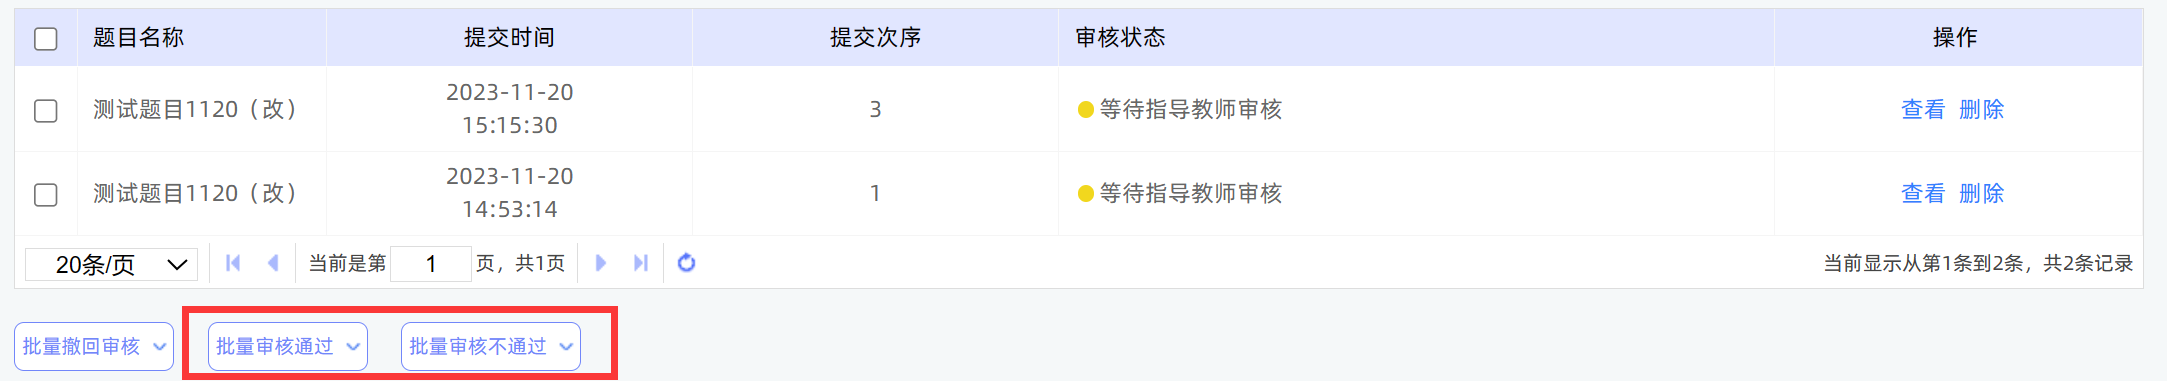 题目名称 提交时间 提交次序 审核状态 操作
测试题目1120（改） 2023-11-20 15:15:30 3 等待指导教师审核 查看 删除
测试题目1120（改） 2023-11-20 14:53:14 1 等待指导教师审核 查看 删除
20条/页 当前是第 1 页，共1页 当前显示从第1条到2条，共2条记录
批量撤回审核 批量审核通过 批量审核不通过